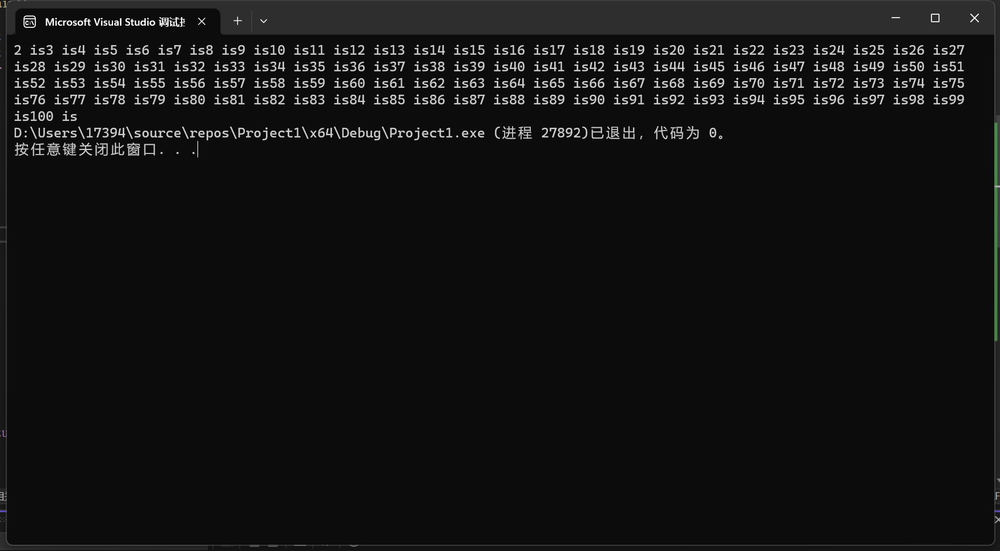 Microsoft Visual Studio 调试
2 is3 is4 is5 is6 is7 is8 is9 is10 is11 is12 is13 is14 is15 is16 is17 is18 is19 is20 is21 is22 is23 is24 is25 is26 is27
is28 is29 is30 is31 is32 is33 is34 is35 is36 is37 is38 is39 is40 is41 is42 is43 is44 is45 is46 is47 is48 is49 is50 is51
is52 is53 is54 is55 is56 is57 is58 is59 is60 is61 is62 is63 is64 is65 is66 is67 is68 is69 is70 is71 is72 is73 is74 is75
is76 is77 is78 is79 is80 is81 is82 is83 is84 is85 is86 is87 is88 is89 is90 is91 is92 is93 is94 is95 is96 is97 is98 is99
is100 is
D:\Users\17394\source\repos\Project1\x64\Debug\Project1.exe (进程 27892)已退出，代码为 0。
按任意键关闭此窗口. . .